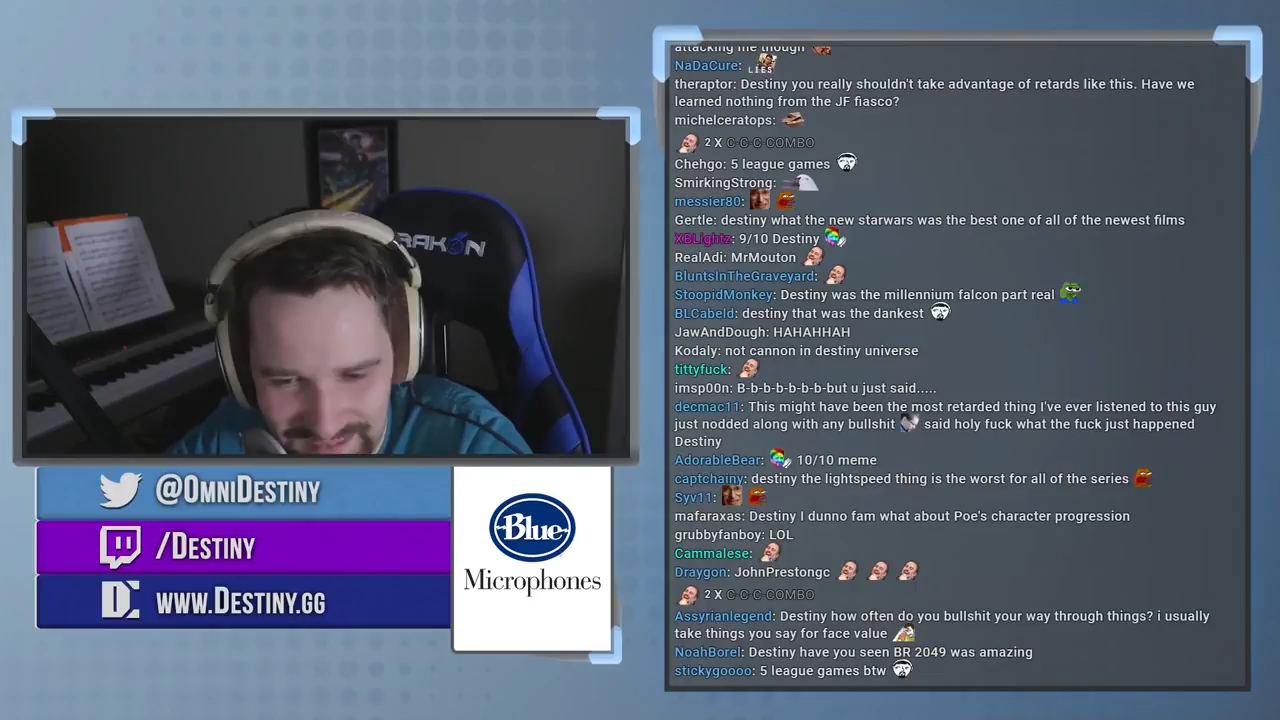 attacking me though
NaDaCure: LIES
theraptor: Destiny you really shouldn't take advantage of retards like this. Have we
learned nothing from the JF fiasco?
michelceratops:
2 X C-C-C-COMBO
Chehgo: 5 league games
SmirkingStrong:
messier80:
Gertle: destiny what the new starwars was the best one of all of the newest films
XBLightz: 9/10 Destiny
RealAdi: MrMouton
BluntsInTheGraveyard:
StoopidMonkey: Destiny was the millennium falcon part real
BLCabeld: destiny that was the dankest
JawAndDough: HAHAHHAH
Kodaly: not cannon in destiny universe
tittyfuck:
imsp00n: B-b-b-b-b-b-b-but u just said.....
decmac11: This might have been the most retarded thing I've ever listened to this guy
just nodded along with any bullshit said holy fuck what the fuck just happened
Destiny
AdorableBear: 10/10 meme
captchainy: destiny the lightspeed thing is the worst for all of the series
Syv11:
mafaraxas: Destiny I dunno fam what about Poe's character progression
grubbyfanboy: LOL
Cammalese:
Draygon: JohnPrestongc
2 X C-C-C-COMBO
Assyrianlegend: Destiny how often do you bullshit your way through things? i usually
take things you say for face value
NoahBorel: Destiny have you seen BR 2049 was amazing
stickygoooo: 5 league games btw
RAKEN
@OmniDestiny
/Destiny
www.Destiny.gg
Blue
Microphones